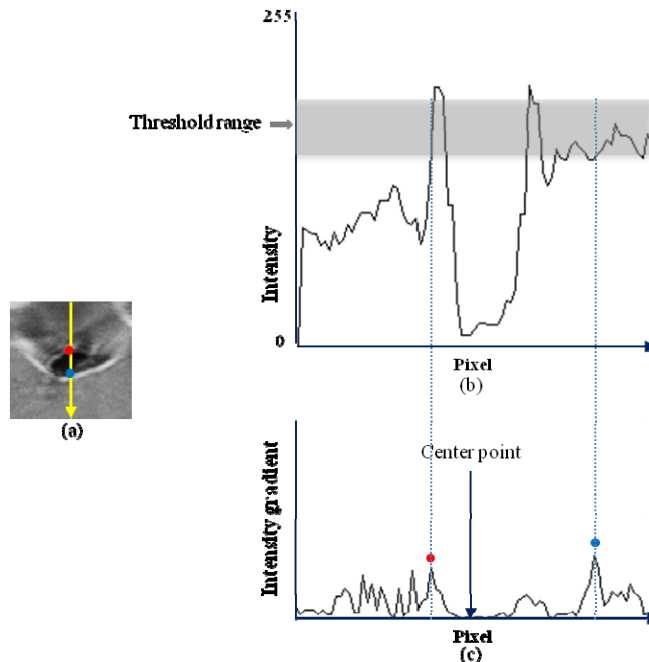 255
Threshold range
Intensity
0
Pixel
(b)
(a)
Center point
Intensity gradient
Pixel
(c)